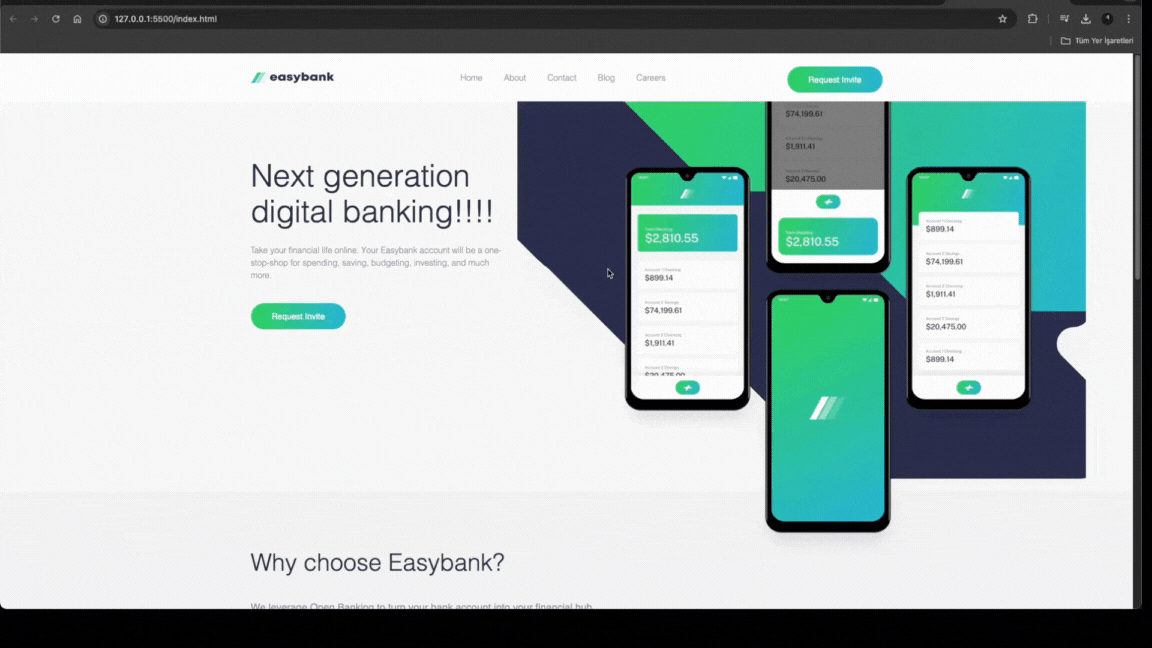 127.0.0.1:5500/index.html
Tüm Yer İşaretleri
easybank
Home About Contact Blog Careers
Request Invite
Next generation
digital banking!!!!
Take your financial life online. Your Easybank account will be a one-
stop-shop for spending, saving, budgeting, investing, and much
more.
Request Invite
$2,810.55
$899.14
$74,199.61
$1,911.41
$20,475.00
$74,199.61
$1,911.41
$20,475.00
$2,810.55
$899.14
$74,199.61
$1,911.41
$20,475.00
$899.14
Why choose Easybank?
We leverage Open Banking to turn your bank account into your financial hub.